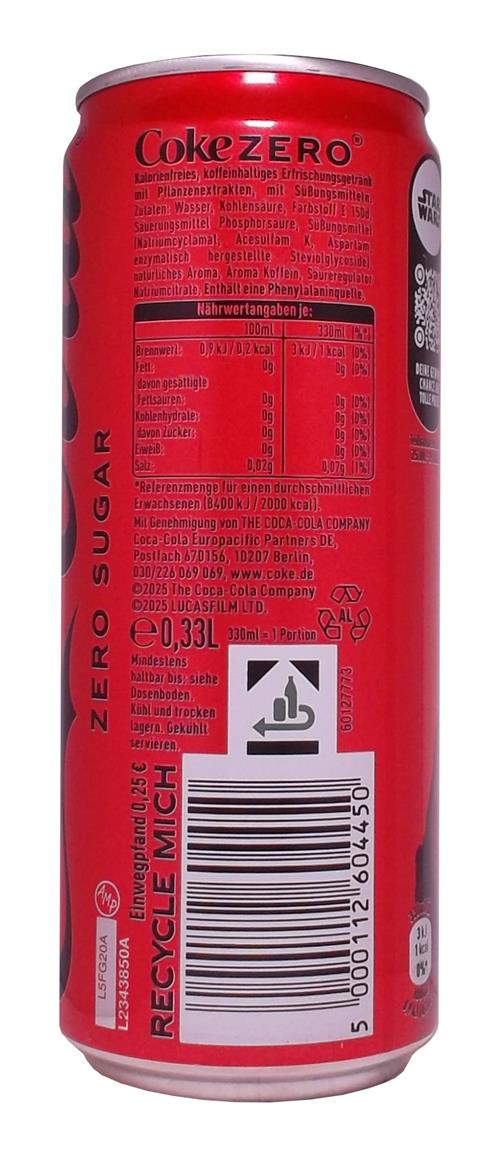 Coke ZERO®
Kalorienfreies, koffeinhaltiges Erfrischungsgetränk
mit Pflanzenextrakten, mit Süßungsmitteln.
Zutaten: Wasser, Kohlensäure, Farbstoff E 150d,
Säuerungsmittel Phosphorsäure, Süßungsmittel
(Natriumcyclamat, Acesulfam K, Aspartam,
enzymatisch hergestellte Steviolglycoside),
natürliches Aroma, Aroma Koffein, Säureregulator
Natriumcitrate. Enthält eine Phenylalaninquelle.
Nährwertangaben je:
100ml 330ml (%*)
Brennwert: 0,9 kJ / 0,2 kcal 3 kJ / 1 kcal (0%)
Fett: 0g 0g (0%)
davon gesättigte
Fettsäuren: 0g 0g (0%)
Kohlenhydrate: 0g 0g (0%)
davon Zucker: 0g 0g (0%)
Eiweiß: 0g 0g (0%)
Salz: 0,02g 0,07g (1%)
*Referenzmenge für einen durchschnittlichen
Erwachsenen (8400 kJ / 2000 kcal).
Mit Genehmigung von THE COCA-COLA COMPANY
Coca-Cola Europacific Partners DE,
Postfach 670156, 10207 Berlin,
030/226 069 069, www.coke.de
©2025 The Coca-Cola Company
©2025 LUCASFILM LTD.
AL
℮ 0,33L 330ml = 1 Portion
Mindestens
haltbar bis: siehe
Dosenboden.
Kühl und trocken
lagern. Gekühlt
servieren.
60127773
Einwegpfand 0,25 €
RECYCLE MICH
5 000112 604450
ZERO SUGAR
AMP
L5FG20A
L2343850A
STAR
WARS
DEINE
CHANCE
TOLLE
3 kJ
1 kcal
0%*